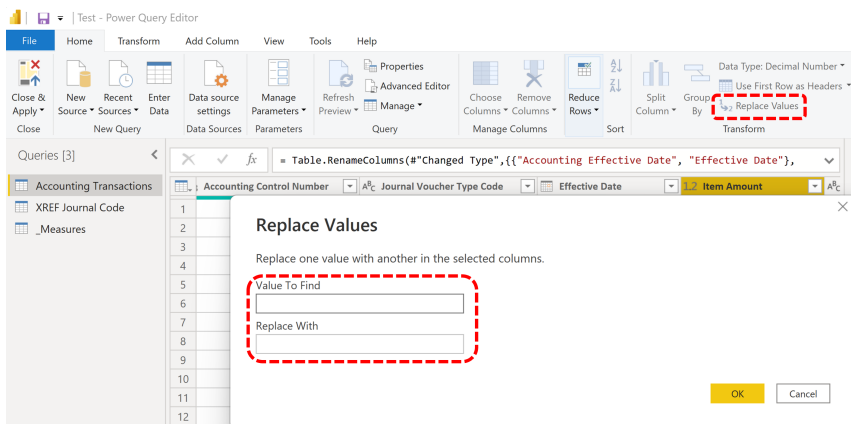 Test - Power Query Editor
File Home Transform Add Column View Tools Help
Close & Apply
New Source
Recent Sources
Enter Data
Data source settings
Manage Parameters
Refresh Preview
Properties
Advanced Editor
Manage
Choose Columns
Remove Columns
Reduce Rows
Split Column
Group By
Data Type: Decimal Number
Use First Row as Headers
1 2 Replace Values
Close New Query Data Sources Parameters Query Manage Columns Sort Transform
Queries [3]
fx = Table.RenameColumns(#"Changed Type",{{"Accounting Effective Date", "Effective Date"},
Accounting Transactions
XREF Journal Code
_Measures
Accounting Control Number ABC Journal Voucher Type Code Effective Date 1.2 Item Amount ABC
1
2
3
4
5
6
7
8
9
10
11
12
Replace Values
Replace one value with another in the selected columns.
Value To Find
Replace With
OK Cancel